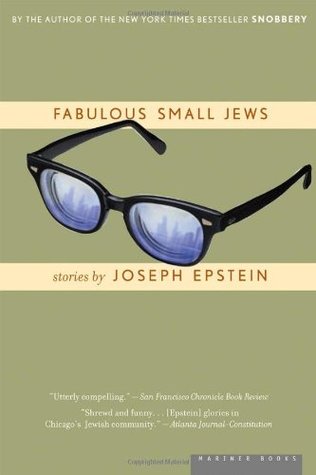 BY THE AUTHOR OF THE NEW YORK TIMES BESTSELLER SNOBBERY
FABULOUS SMALL JEWS
stories by JOSEPH EPSTEIN
"Utterly compelling." — San Francisco Chronicle Book Review
"Shrewd and funny. . . [Epstein] glories in
Chicago's Jewish community." — Atlanta Journal-Constitution
MARINER BOOKS